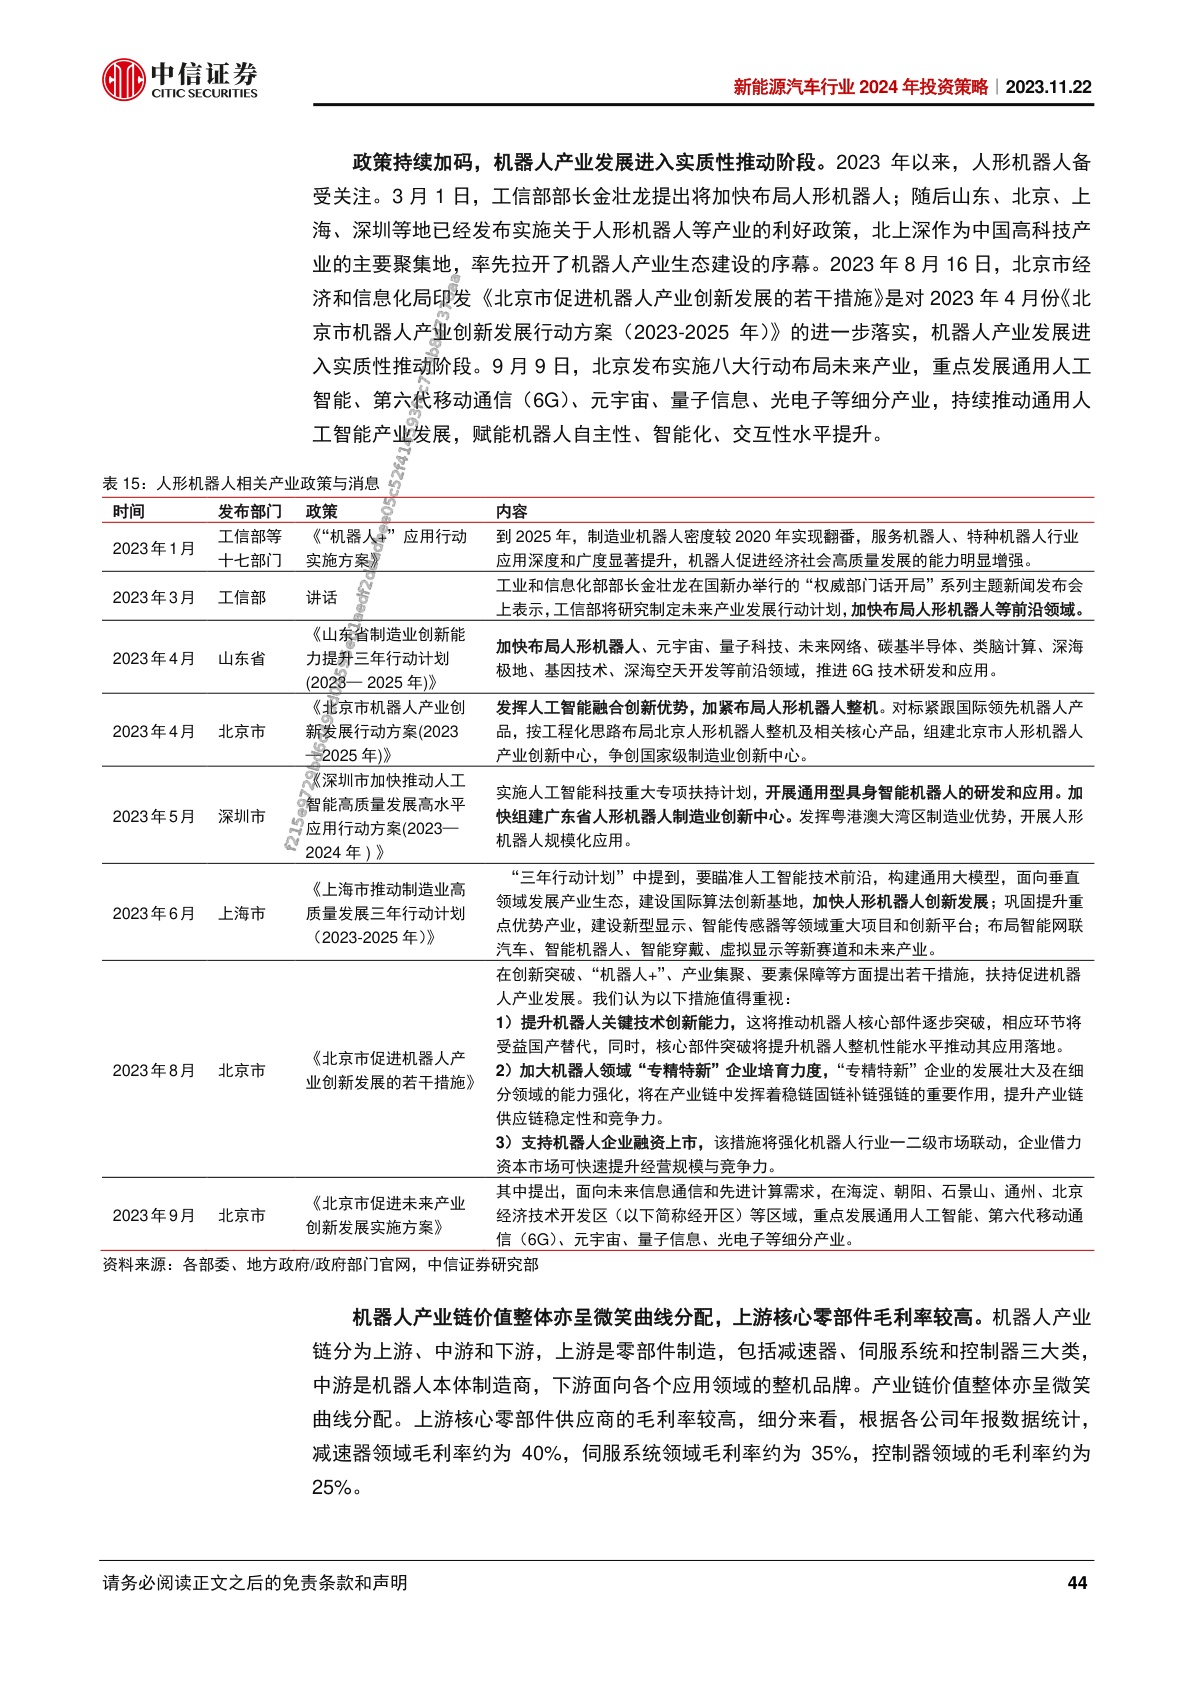 中信证券
CITIC SECURITIES
新能源汽车行业 2024 年投资策略｜2023.11.22
政策持续加码，机器人产业发展进入实质性推动阶段。2023 年以来，人形机器人备
受关注。3 月 1 日，工信部部长金壮龙提出将加快布局人形机器人；随后山东、北京、上
海、深圳等地已经发布实施关于人形机器人等产业的利好政策，北上深作为中国高科技产
业的主要聚集地，率先拉开了机器人产业生态建设的序幕。2023 年 8 月 16 日，北京市经
济和信息化局印发《北京市促进机器人产业创新发展的若干措施》是对 2023 年 4 月份《北
京市机器人产业创新发展行动方案（2023-2025 年）》的进一步落实，机器人产业发展进
入实质性推动阶段。9 月 9 日，北京发布实施八大行动布局未来产业，重点发展通用人工
智能、第六代移动通信（6G）、元宇宙、量子信息、光电子等细分产业，持续推动通用人
工智能产业发展，赋能机器人自主性、智能化、交互性水平提升。
表 15：人形机器人相关产业政策与消息
时间 发布部门 政策 内容
2023 年 1 月
工信部等
十七部门
《“机器人+”应用行动
实施方案》
到 2025 年，制造业机器人密度较 2020 年实现翻番，服务机器人、特种机器人行业
应用深度和广度显著提升，机器人促进经济社会高质量发展的能力明显增强。
2023 年 3 月 工信部 讲话
工业和信息化部部长金壮龙在国新办举行的“权威部门话开局”系列主题新闻发布会
上表示，工信部将研究制定未来产业发展行动计划，加快布局人形机器人等前沿领域。
2023 年 4 月 山东省
《山东省制造业创新能
力提升三年行动计划
(2023— 2025 年)》
加快布局人形机器人、元宇宙、量子科技、未来网络、碳基半导体、类脑计算、深海
极地、基因技术、深海空天开发等前沿领域，推进 6G 技术研发和应用。
2023 年 4 月 北京市
《北京市机器人产业创
新发展行动方案(2023
—2025 年)》
发挥人工智能融合创新优势，加紧布局人形机器人整机。对标紧跟国际领先机器人产
品，按工程化思路布局北京人形机器人整机及相关核心产品，组建北京市人形机器人
产业创新中心，争创国家级制造业创新中心。
2023 年 5 月 深圳市
《深圳市加快推动人工
智能高质量发展高水平
应用行动方案(2023—
2024 年 ) 》
实施人工智能科技重大专项扶持计划，开展通用型具身智能机器人的研发和应用。加
快组建广东省人形机器人制造业创新中心。发挥粤港澳大湾区制造业优势，开展人形
机器人规模化应用。
2023 年 6 月 上海市
《上海市推动制造业高
质量发展三年行动计划
（2023-2025 年）》
“三年行动计划”中提到，要瞄准人工智能技术前沿，构建通用大模型，面向垂直
领域发展产业生态，建设国际算法创新基地，加快人形机器人创新发展；巩固提升重
点优势产业，建设新型显示、智能传感器等领域重大项目和创新平台；布局智能网联
汽车、智能机器人、智能穿戴、虚拟显示等新赛道和未来产业。
2023 年 8 月 北京市
《北京市促进机器人产
业创新发展的若干措施》
在创新突破、“机器人+”、产业集聚、要素保障等方面提出若干措施，扶持促进机器
人产业发展。我们认为以下措施值得重视：
1）提升机器人关键技术创新能力，这将推动机器人核心部件逐步突破，相应环节将
受益国产替代，同时，核心部件突破将提升机器人整机性能水平推动其应用落地。
2）加大机器人领域“专精特新”企业培育力度，“专精特新”企业的发展壮大及在细
分领域的能力强化，将在产业链中发挥着稳链固链补链强链的重要作用，提升产业链
供应链稳定性和竞争力。
3）支持机器人企业融资上市，该措施将强化机器人行业一二级市场联动，企业借力
资本市场可快速提升经营规模与竞争力。
2023 年 9 月 北京市
《北京市促进未来产业
创新发展实施方案》
其中提出，面向未来信息通信和先进计算需求，在海淀、朝阳、石景山、通州、北京
经济技术开发区（以下简称经开区）等区域，重点发展通用人工智能、第六代移动通
信（6G）、元宇宙、量子信息、光电子等细分产业。
资料来源：各部委、地方政府/政府部门官网，中信证券研究部
机器人产业链价值整体亦呈微笑曲线分配，上游核心零部件毛利率较高。机器人产业
链分为上游、中游和下游，上游是零部件制造，包括减速器、伺服系统和控制器三大类，
中游是机器人本体制造商，下游面向各个应用领域的整机品牌。产业链价值整体亦呈微笑
曲线分配。上游核心零部件供应商的毛利率较高，细分来看，根据各公司年报数据统计，
减速器领域毛利率约为 40%，伺服系统领域毛利率约为 35%，控制器领域的毛利率约为
25%。
请务必阅读正文之后的免责条款和声明 44